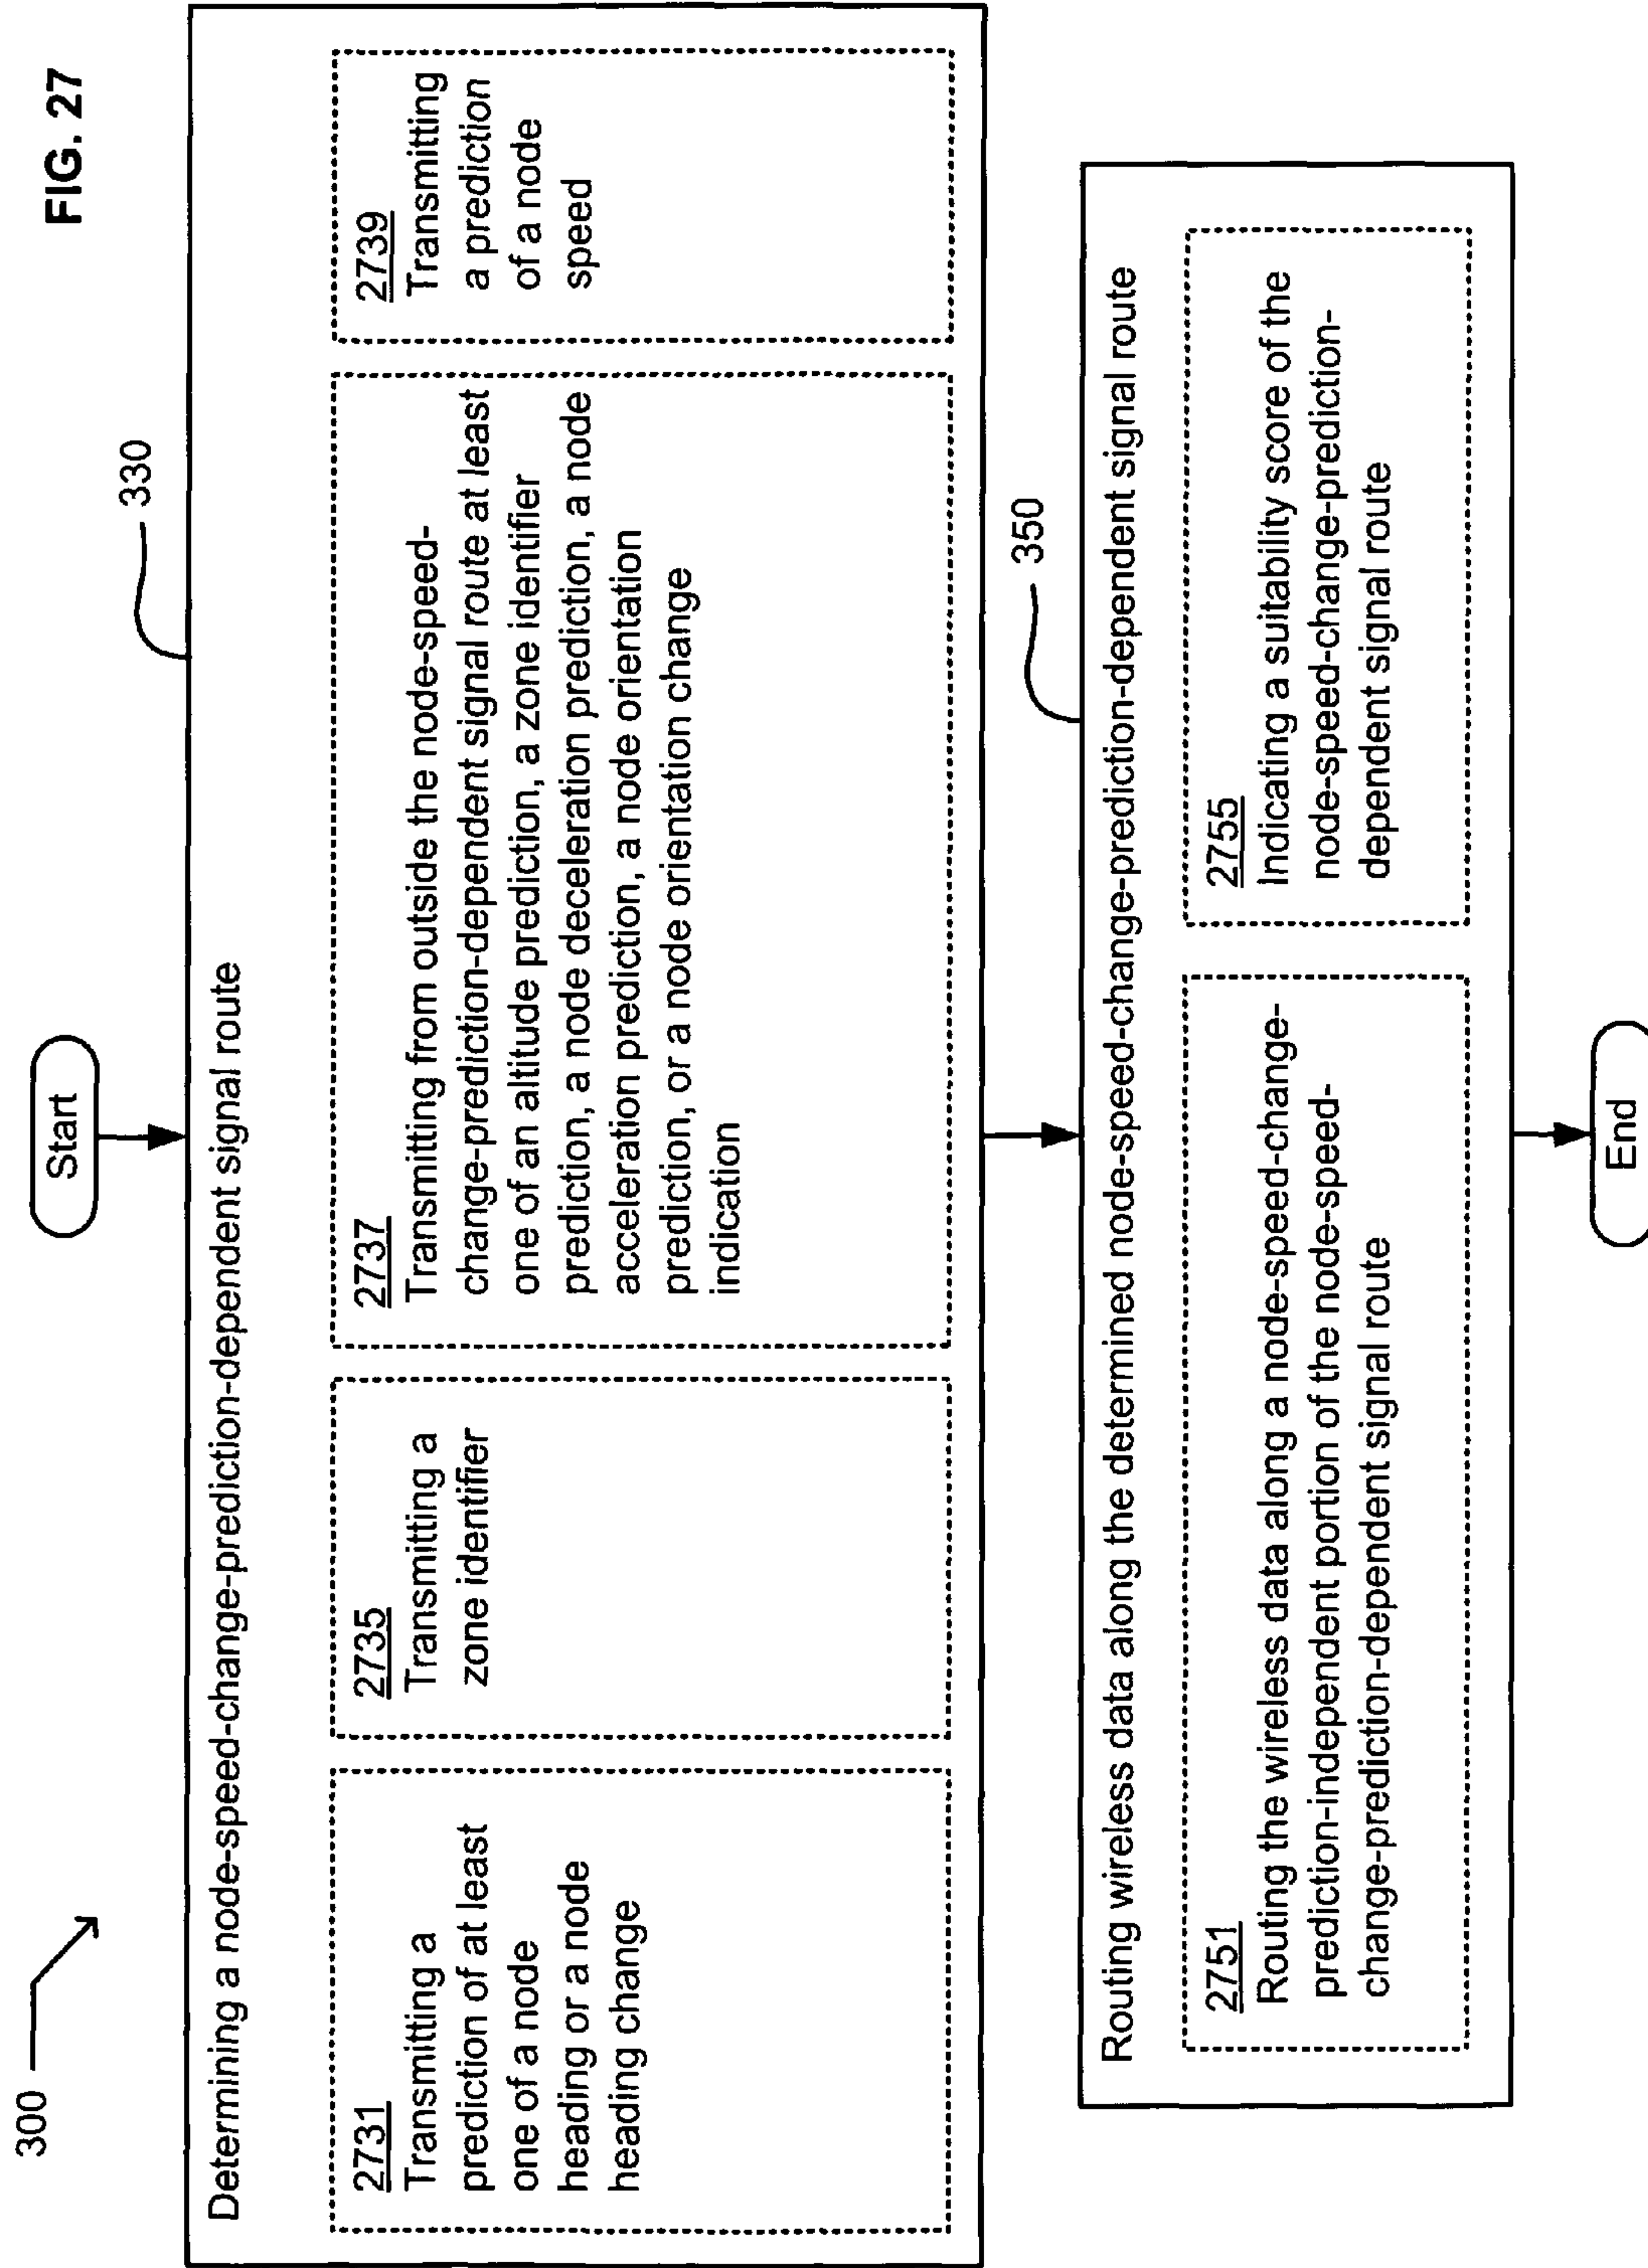 FIG. 27
300
Start
330
Determining a node-speed-change-prediction-dependent signal route
2731
Transmitting a
prediction of at least
one of a node
heading or a node
heading change
2735
Transmitting a
zone identifier
2737
Transmitting from outside the node-speed-
change-prediction-dependent signal route at least
one of an altitude prediction, a zone identifier
prediction, a node deceleration prediction, a node
acceleration prediction, a node orientation
prediction, or a node orientation change
indication
2739
Transmitting
a prediction
of a node
speed
350
Routing wireless data along the determined node-speed-change-prediction-dependent signal route
2751
Routing the wireless data along a node-speed-change-
prediction-independent portion of the node-speed-
change-prediction-dependent signal route
2755
Indicating a suitability score of the
node-speed-change-prediction-
dependent signal route
End